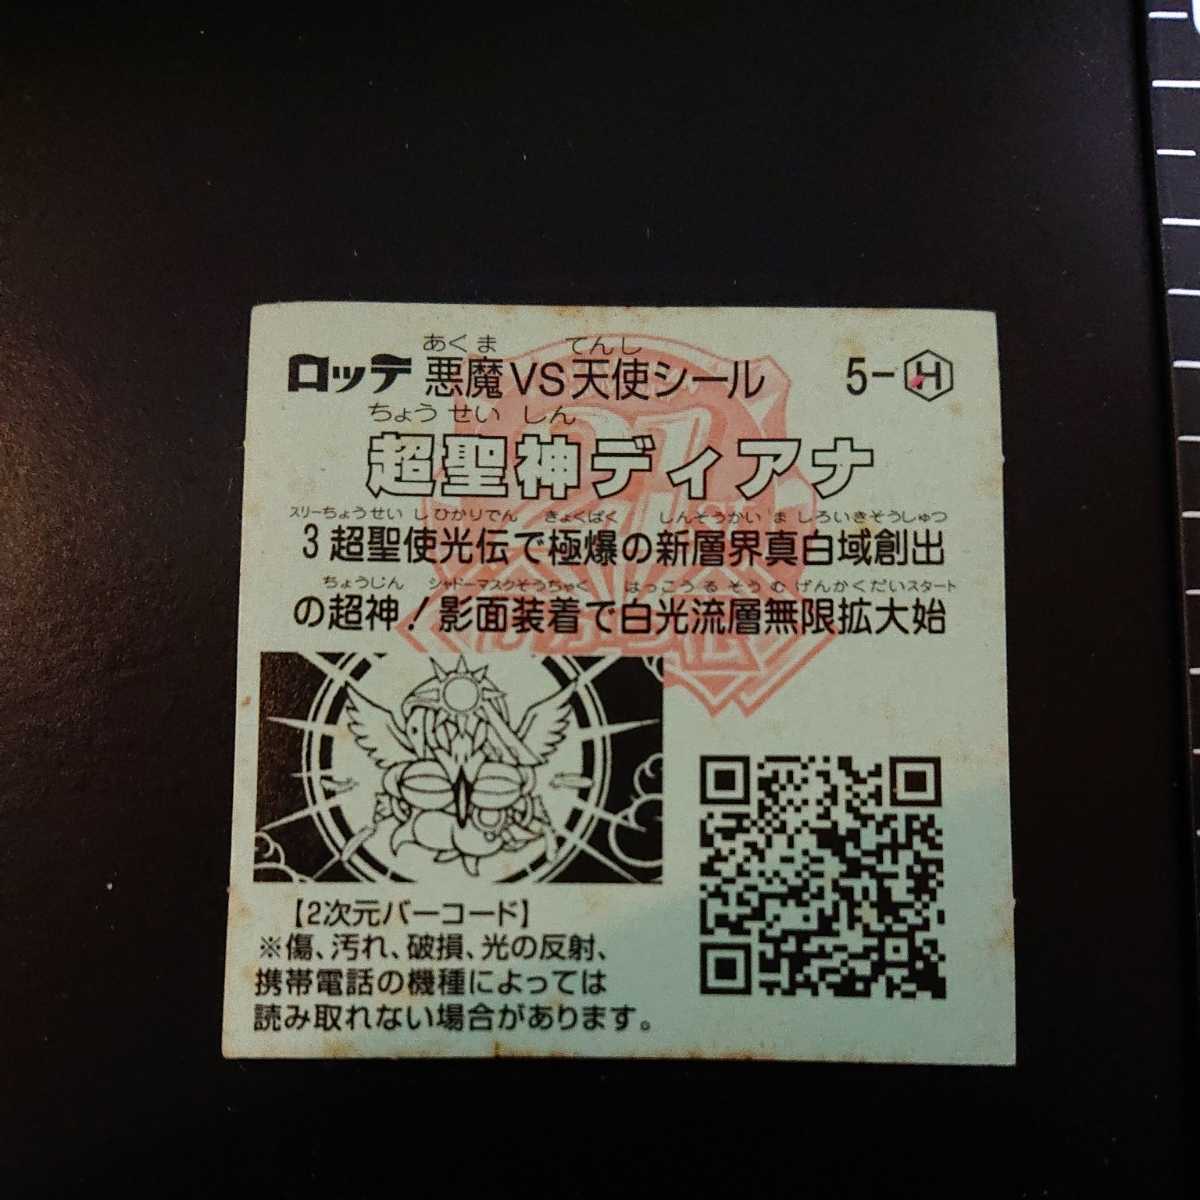 あくま てんし
ロッテ 悪魔VS天使シール 5-H
ちょうせいしん
超聖神ディアナ
スリーちょうせいしひかりでん きょくばく しんそうかいましろいきそうしゅつ
3超聖使光伝で極爆の新層界真白域創出
ちょうじん シャドーマスクそうちゃく はっこうるそうむげんかくだいスタート
の超神！影面装着で白光流層無限拡大始
【2次元バーコード】
※傷、汚れ、破損、光の反射、
携帯電話の機種によっては
読み取れない場合があります。